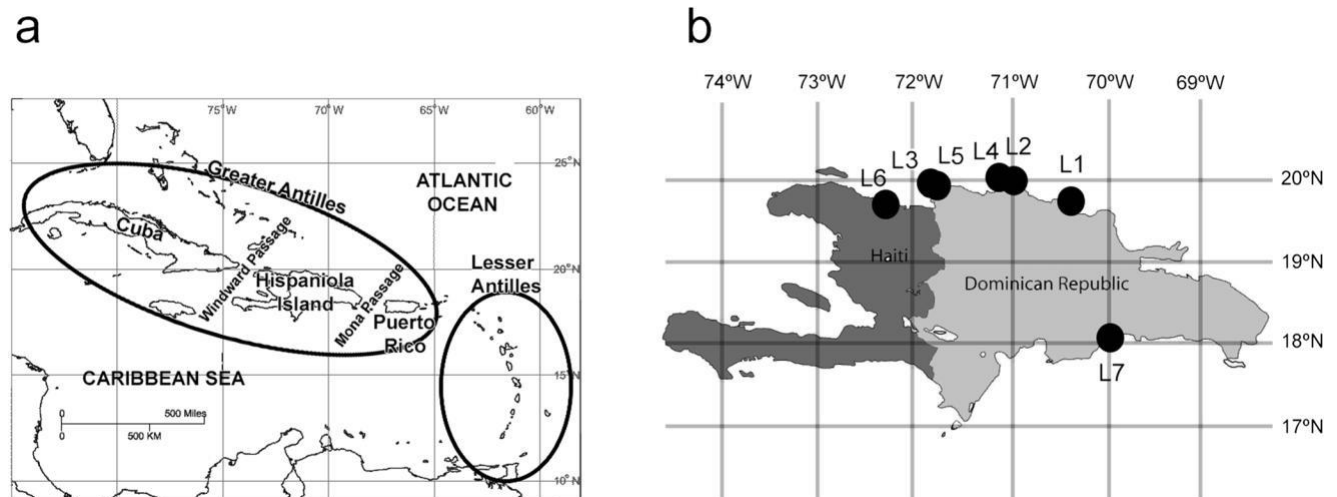 a
75°W
70°W
65°W
60°W
25°N
Greater Antilles
ATLANTIC
OCEAN
Cuba
Windward Passage
Lesser
Antilles
20°N
Hispaniola
Island
Mona Passage
Puerto
Rico
CARIBBEAN SEA
15°N
0
500 Miles
0
500 KM
10°N
b
74ºW
73ºW
72ºW
71ºW
70ºW
69ºW
L3
L5
L4
L2
L1
L6
20ºN
Haiti
19ºN
Dominican Republic
18ºN
L7
17ºN